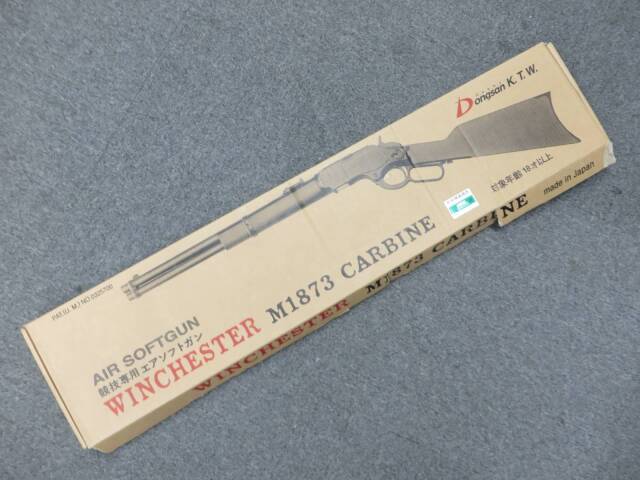 Dongsan K.T.W.
対象年齢 18才以上
made in Japan
PAT.(U. M.) NO.0325700
AIR SOFTGUN
競技専用エアソフトガン
WINCHESTER M1873 CARBINE
WINCHESTER M1873 CARBINE